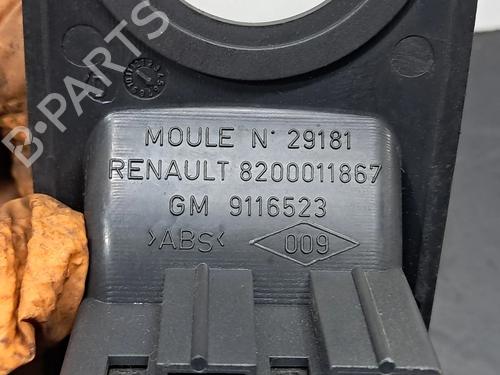 MOULE N° 29181
RENAULT 8200011867
GM 9116523
>ABS< 009
B-PARTS